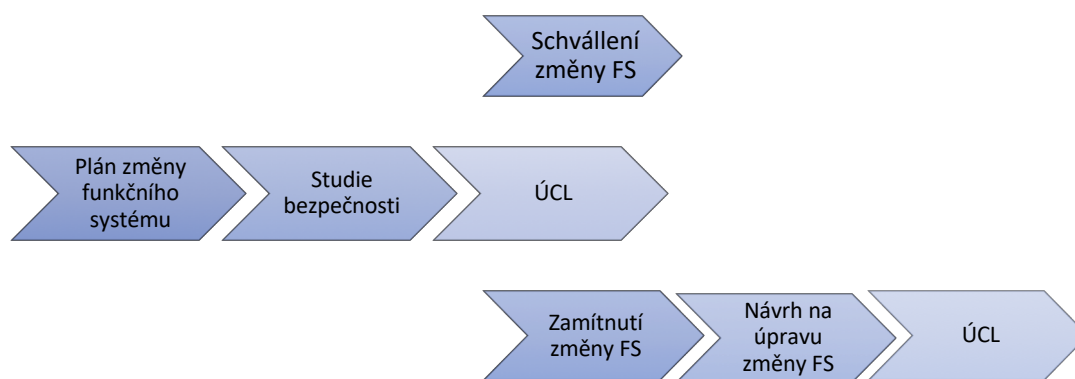 Schvállení
změny FS
Plán změny
funkčního
systému
Studie
bezpečnosti
ÚCL
Zamítnutí
změny FS
Návrh na
úpravu
změny FS
ÚCL